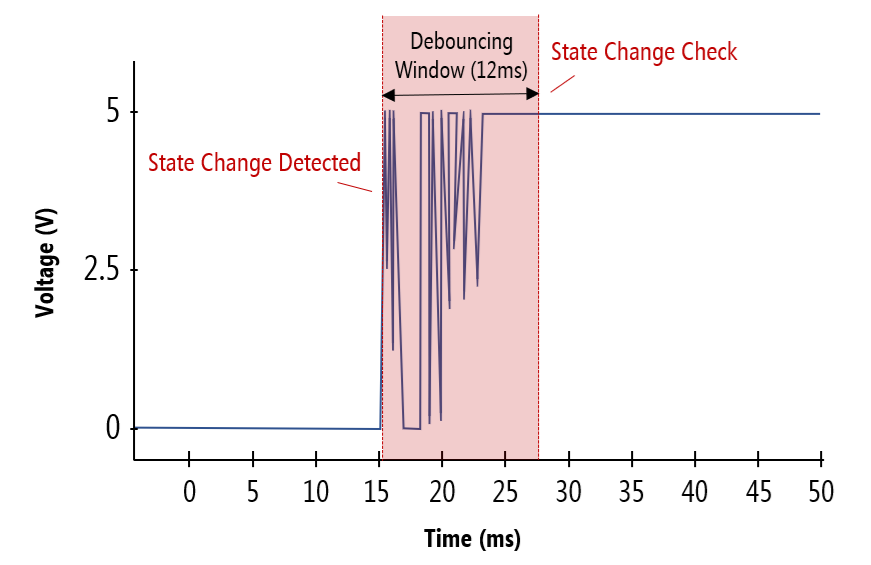 Debouncing
Window (12ms)
State Change Check
State Change Detected
Voltage (V)
5
2.5
0
0 5 10 15 20 25 30 35 40 45 50
Time (ms)